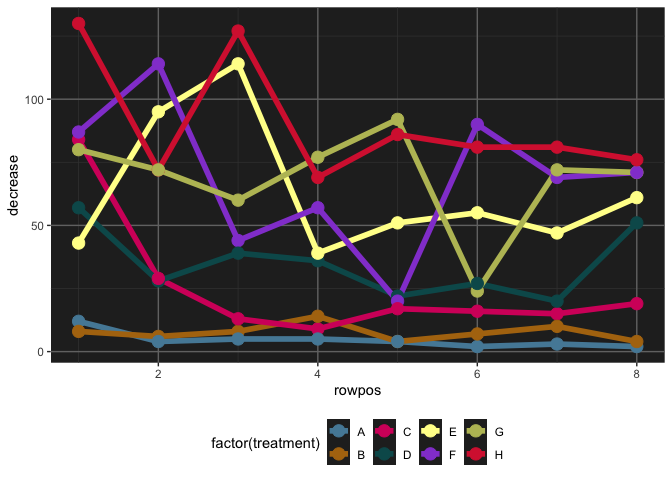 decrease
100
50
0
2 4 6 8
rowpos
factor(treatment) A C E G
B D F H